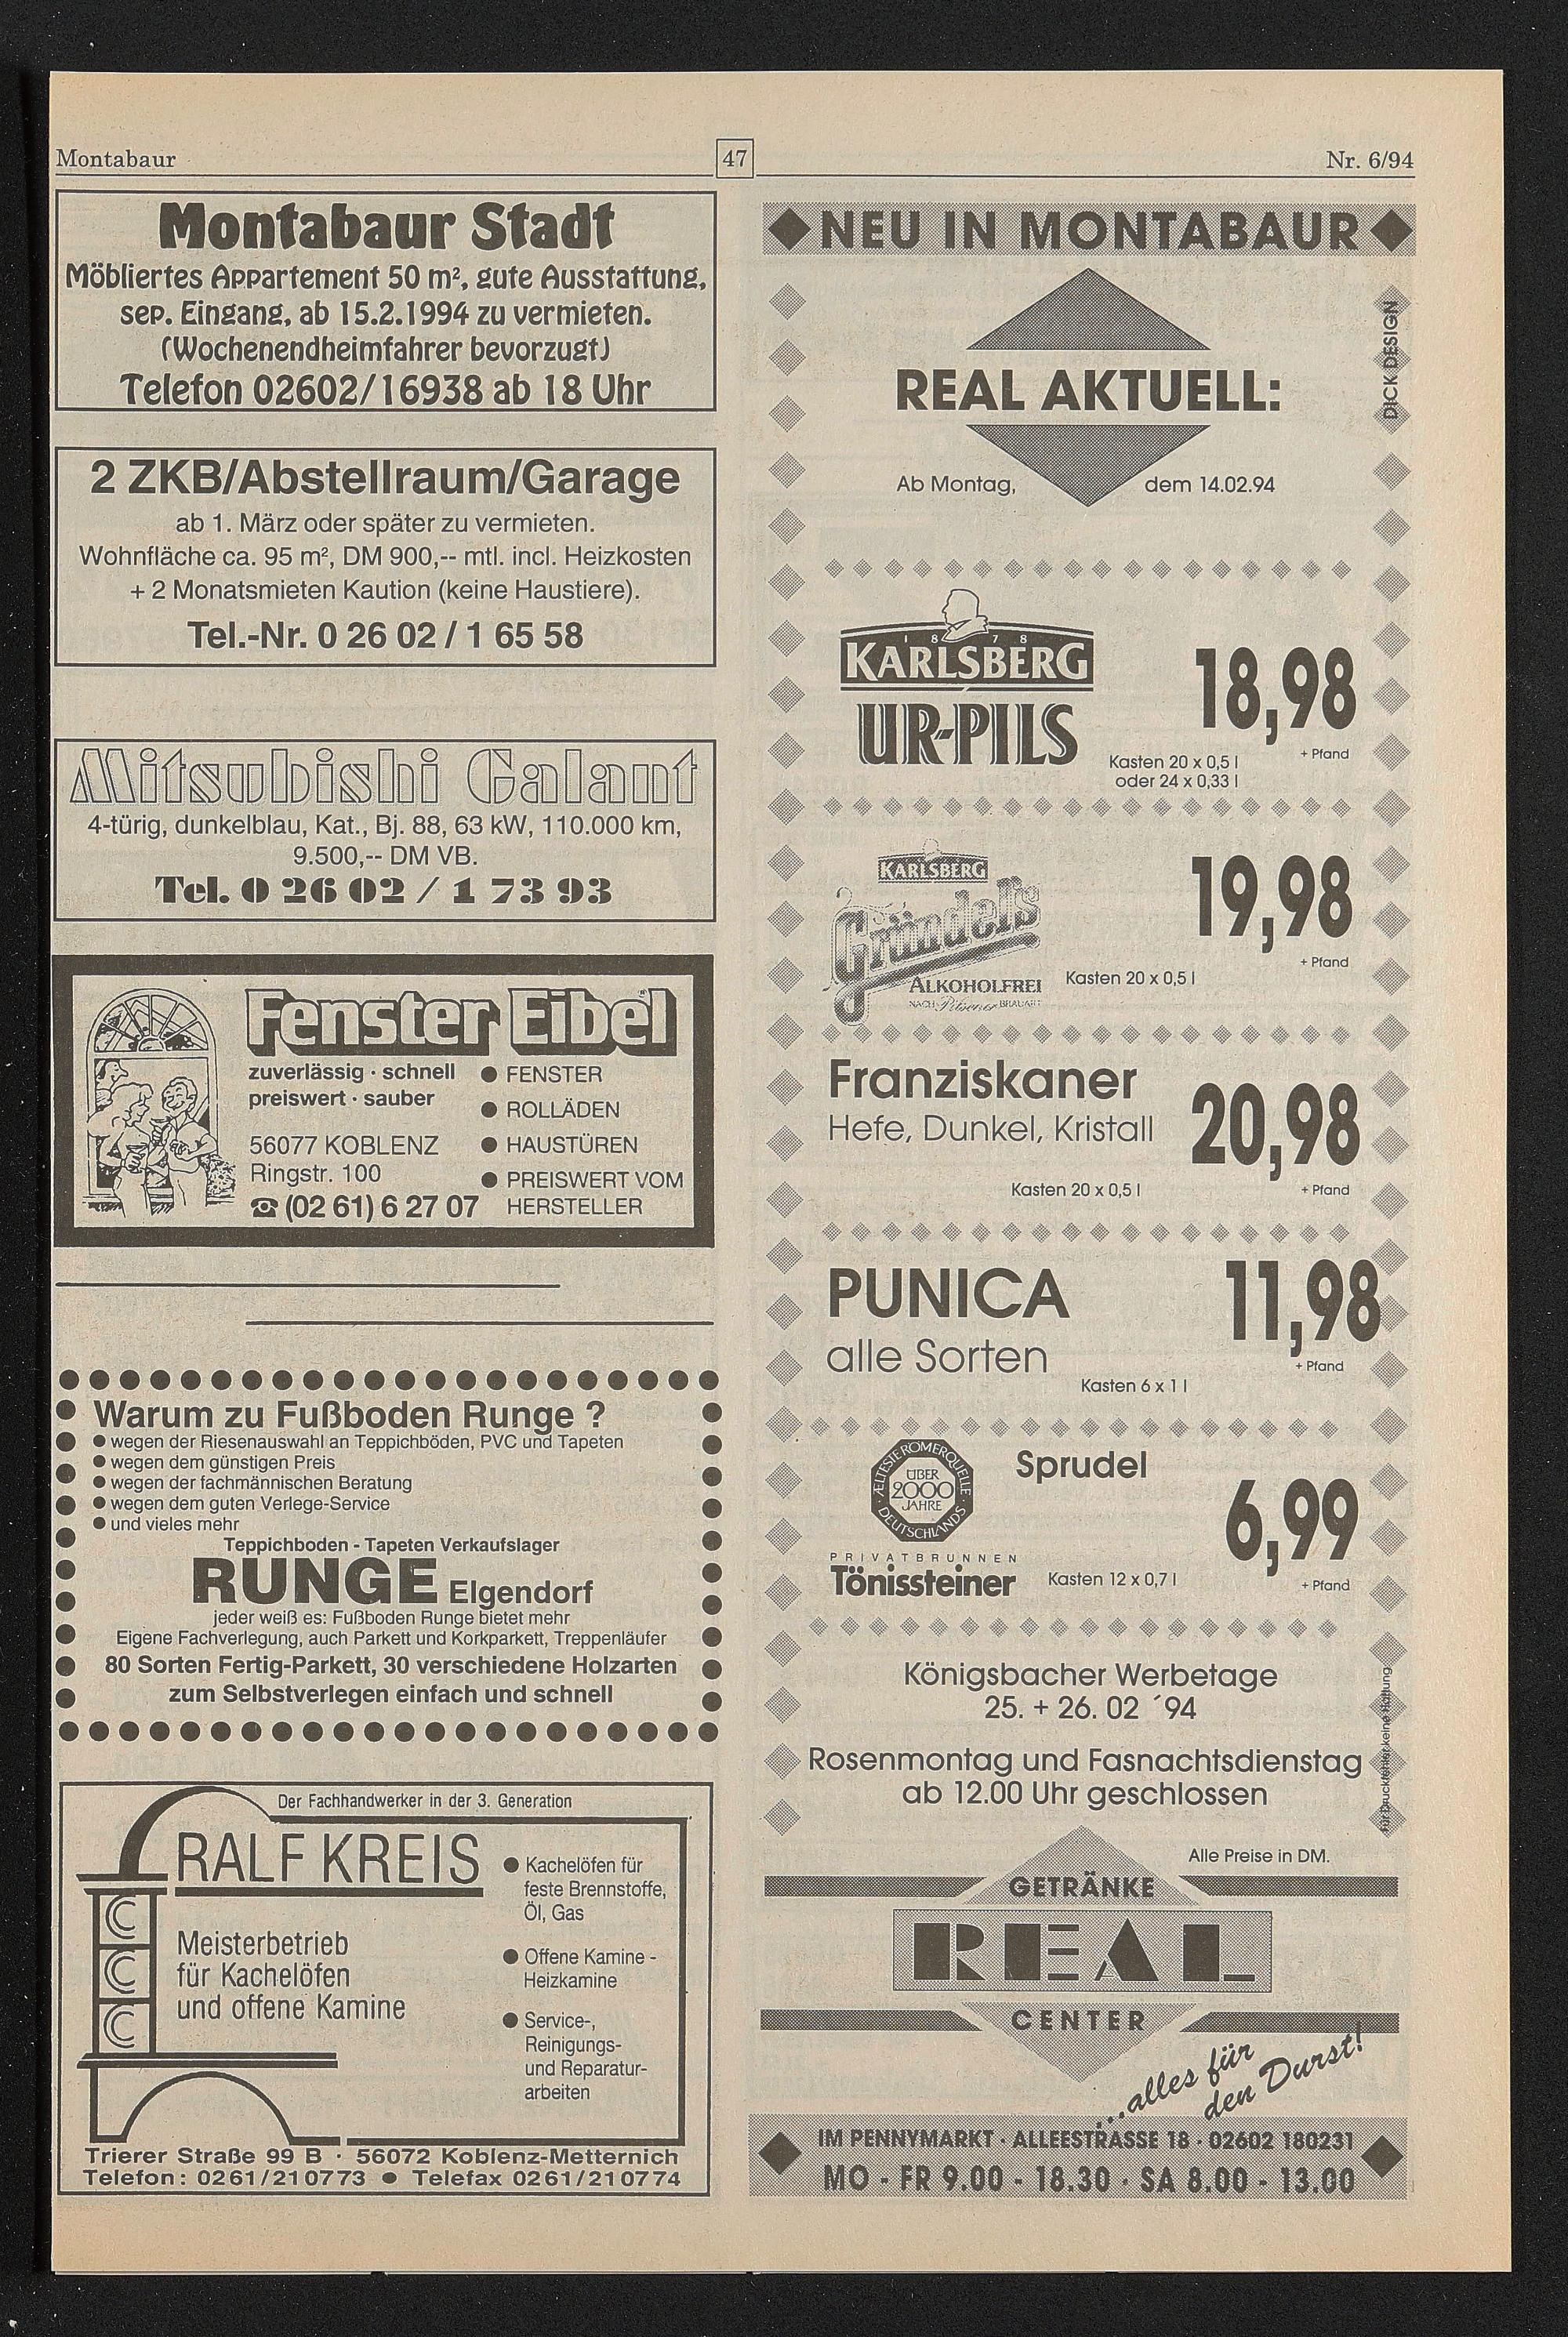 Montabaur
47
Nr. 6/94
Montabaur Stadt
Möbliertes Appartement 50 m², gute Ausstattung,
sep. Eingang, ab 15.2.1994 zu vermieten.
(Wochenendheimfahrer bevorzugt)
Telefon 02602/16938 ab 18 Uhr
2 ZKB/Abstellraum/Garage
ab 1. März oder später zu vermieten.
Wohnfläche ca. 95 m², DM 900,-- mtl. incl. Heizkosten
+ 2 Monatsmieten Kaution (keine Haustiere).
Tel.-Nr. 0 26 02 / 1 65 58
Mitsubishi Galant
4-türig, dunkelblau, Kat., Bj. 88, 63 kW, 110.000 km,
9.500,-- DM VB.
Tel. 0 26 02 / 1 73 93
Fenster Eibel
zuverlässig · schnell
preiswert · sauber
56077 KOBLENZ
Ringstr. 100
☎ (02 61) 6 27 07
● FENSTER
● ROLLÄDEN
● HAUSTÜREN
● PREISWERT VOM
HERSTELLER
Warum zu Fußboden Runge ?
● wegen der Riesenauswahl an Teppichböden, PVC und Tapeten
● wegen dem günstigen Preis
● wegen der fachmännischen Beratung
● wegen dem guten Verlege-Service
● und vieles mehr
Teppichboden - Tapeten Verkaufslager
RUNGE Elgendorf
jeder weiß es: Fußboden Runge bietet mehr
Eigene Fachverlegung, auch Parkett und Korkparkett, Treppenläufer
80 Sorten Fertig-Parkett, 30 verschiedene Holzarten
zum Selbstverlegen einfach und schnell
Der Fachhandwerker in der 3. Generation
RALF KREIS
Meisterbetrieb
für Kachelöfen
und offene Kamine
● Kachelöfen für
feste Brennstoffe,
Öl, Gas
● Offene Kamine -
Heizkamine
● Service-,
Reinigungs-
und Reparatur-
arbeiten
Trierer Straße 99 B · 56072 Koblenz-Metternich
Telefon: 0261/210773 ● Telefax 0261/210774
NEU IN MONTABAUR
DICK DESIGN
REAL AKTUELL:
Ab Montag, dem 14.02.94
1878
KARLSBERG
UR-PILS
18,98
Kasten 20 x 0,5 l
oder 24 x 0,33 l
+ Pfand
KARLSBERG
Gründel's
ALKOHOLFREI
NACH Pilsener BRAUART
19,98
Kasten 20 x 0,5 l
+ Pfand
Franziskaner
Hefe, Dunkel, Kristall
20,98
Kasten 20 x 0,5 l
+ Pfand
PUNICA
alle Sorten
11,98
Kasten 6 x 1 l
+ Pfand
ÆLTESTE RÖMERQUELLE DEUTSCHLANDS
ÜBER
2000
JAHRE
PRIVATBRUNNEN
Tönissteiner
Sprudel
6,99
Kasten 12 x 0,7 l
+ Pfand
Königsbacher Werbetage
25. + 26. 02 ´94
Rosenmontag und Fasnachtsdienstag
ab 12.00 Uhr geschlossen
Für Druckfehler keine Haftung
Alle Preise in DM.
GETRÄNKE
REAL
CENTER
...alles für
den Durst!
IM PENNYMARKT · ALLEESTRASSE 18 · 02602 180231
MO - FR 9.00 - 18.30 · SA 8.00 - 13.00